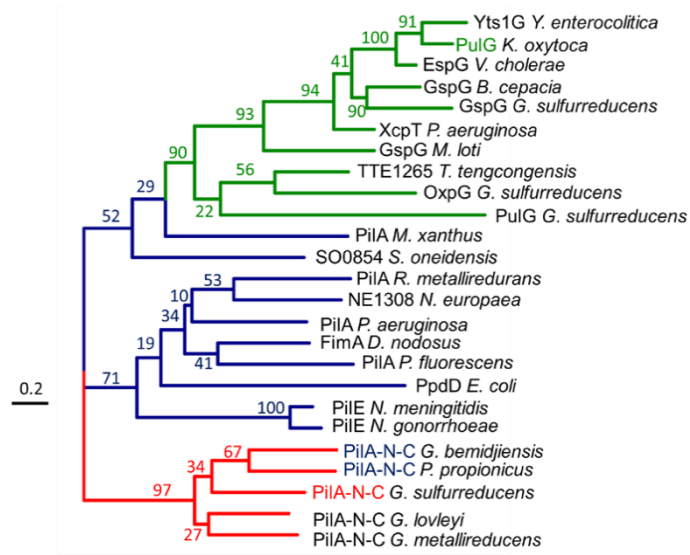 91
Yts1G Y. enterocolitica
100
PulG K. oxytoca
41
EspG V. cholerae
94
GspG B. cepacia
90
GspG G. sulfurreducens
93
XcpT P. aeruginosa
GspG M. loti
90
56
TTE1265 T. tengcongensis
29
OxpG G. sulfurreducens
22
PulG G. sulfurreducens
52
PilA M. xanthus
SO0854 S. oneidensis
53
PilA R. metalliredurans
10
NE1308 N. europaea
34
PilA P. aeruginosa
19
FimA D. nodosus
41
PilA P. fluorescens
71
PpdD E. coli
0.2
100
PilE N. meningitidis
PilE N. gonorrhoeae
67
PilA-N-C G. bemidjiensis
34
PilA-N-C P. propionicus
97
PilA-N-C G. sulfurreducens
PilA-N-C G. lovleyi
27
PilA-N-C G. metallireducens